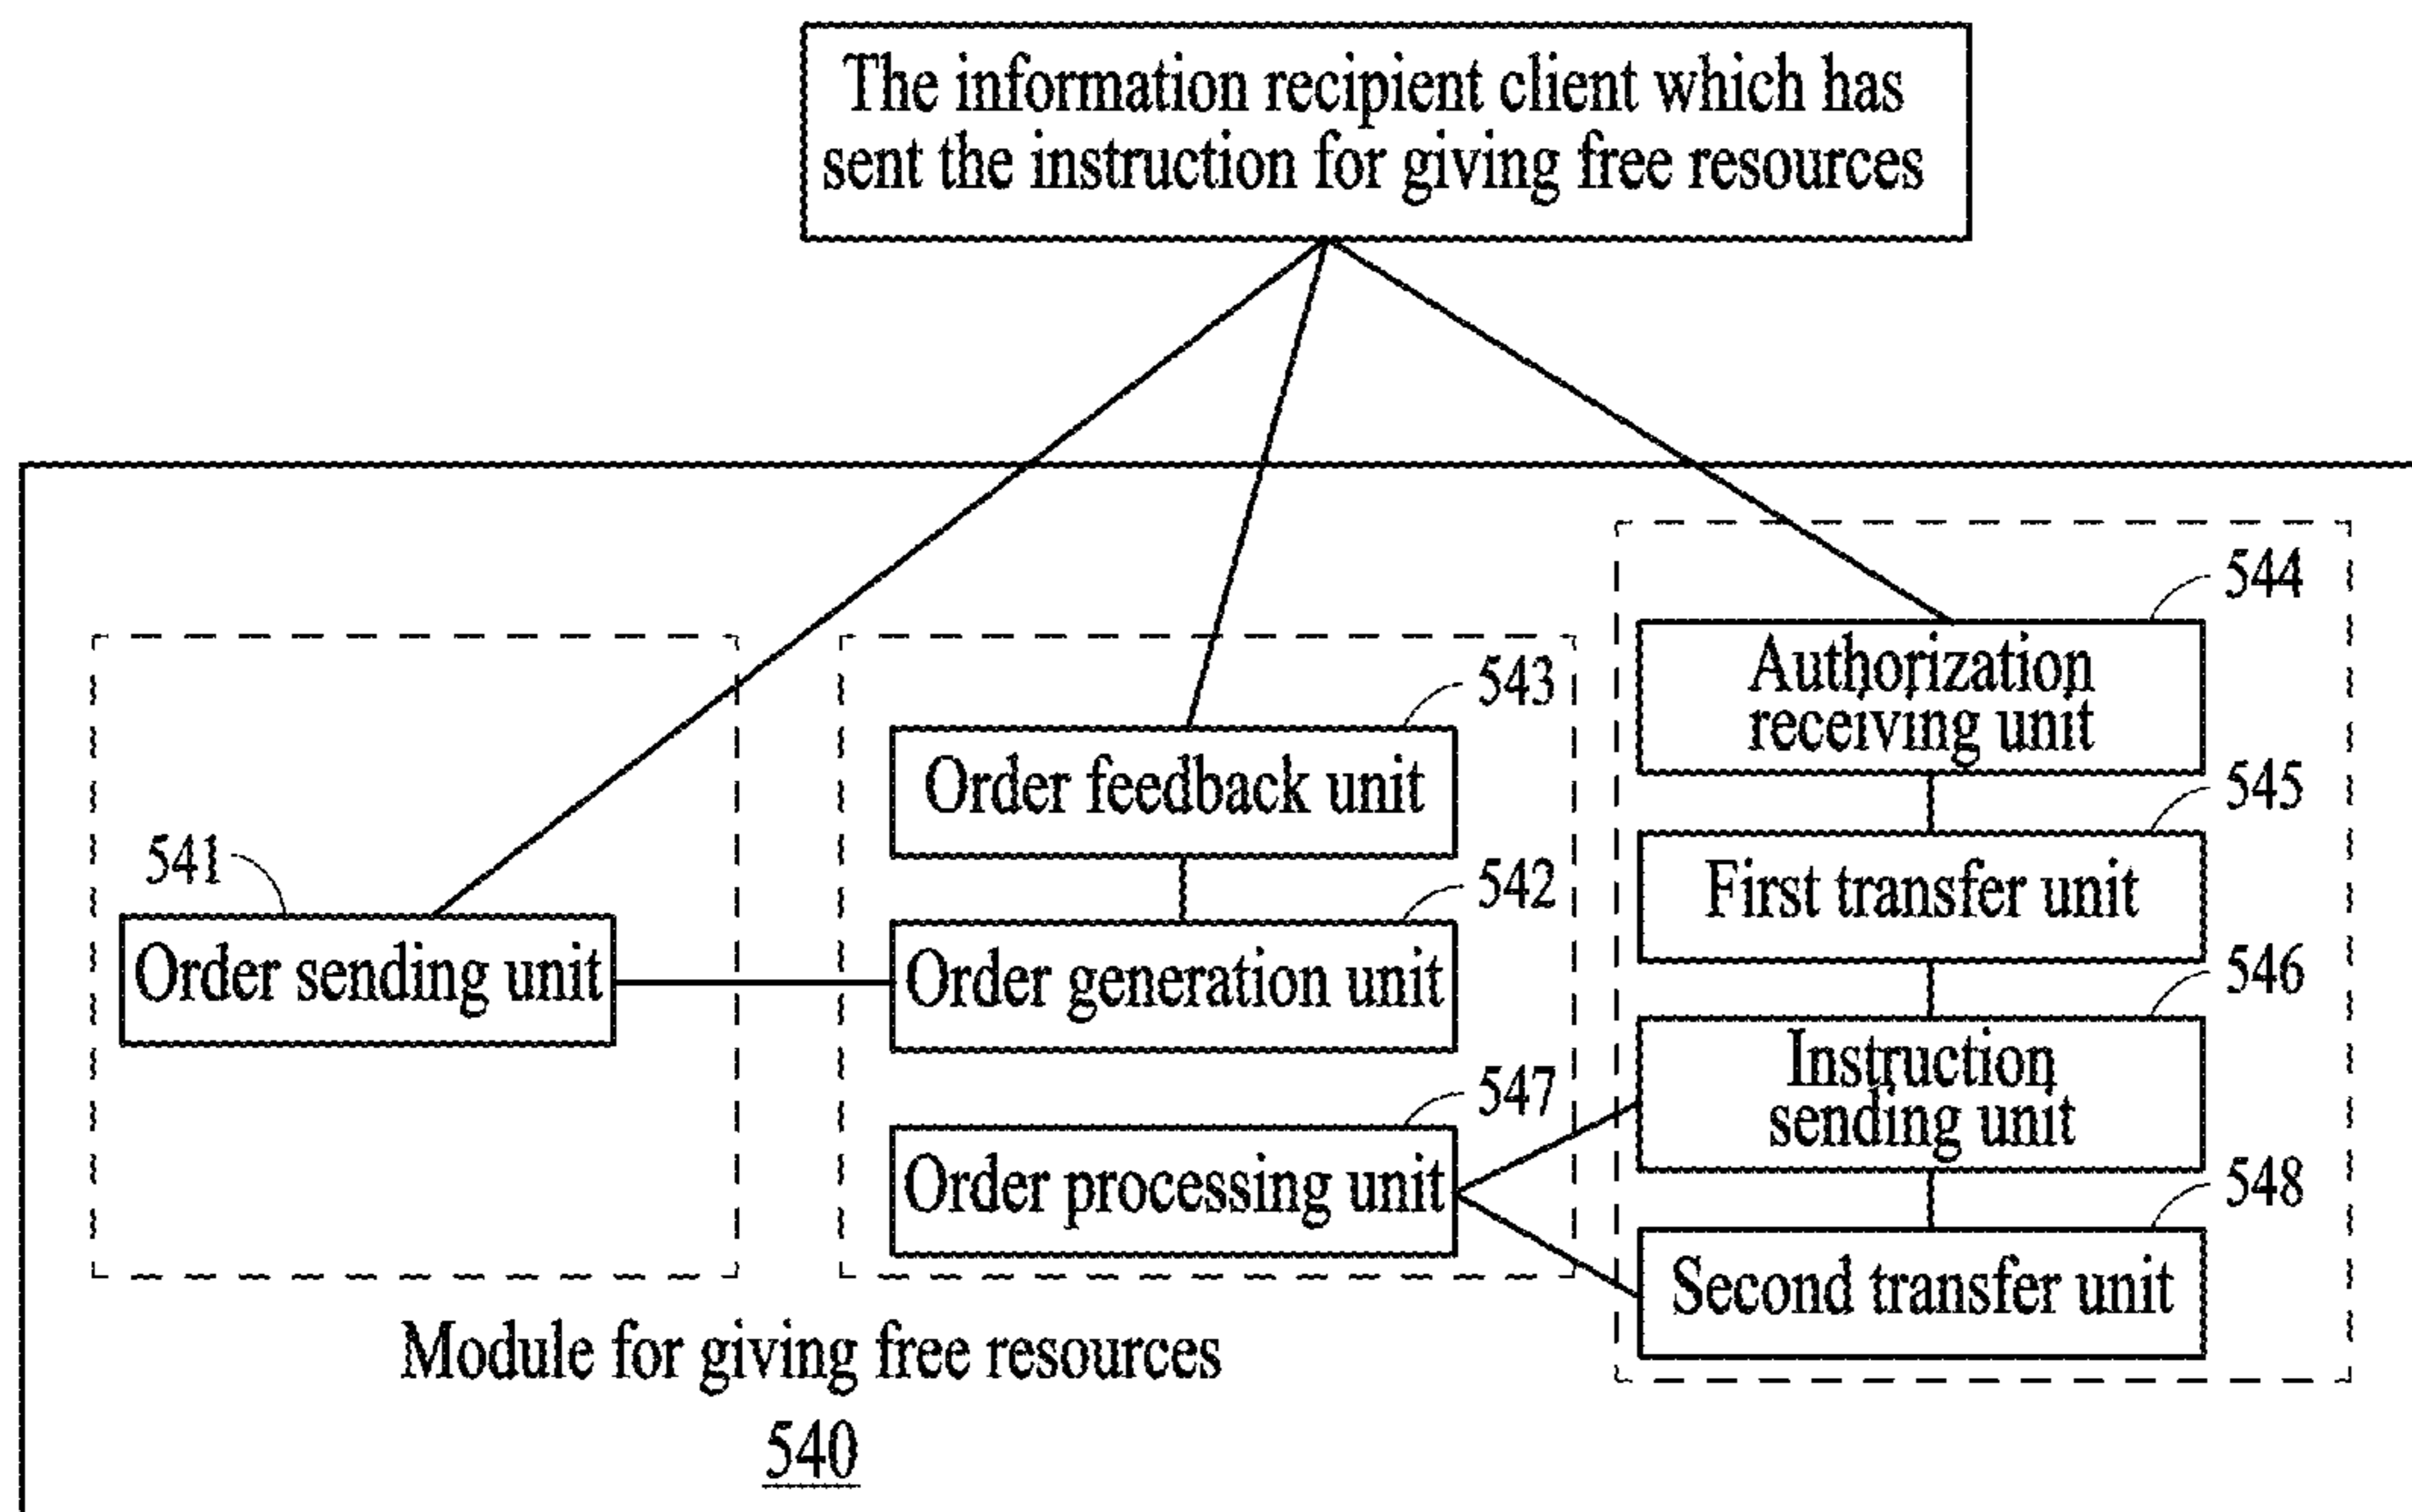 The information recipient client which has
sent the instruction for giving free resources
544
Authorization
receiving unit
543
Order feedback unit
545
First transfer unit
541
Order sending unit
542
Order generation unit
546
Instruction
sending unit
547
Order processing unit
548
Second transfer unit
Module for giving free resources
540